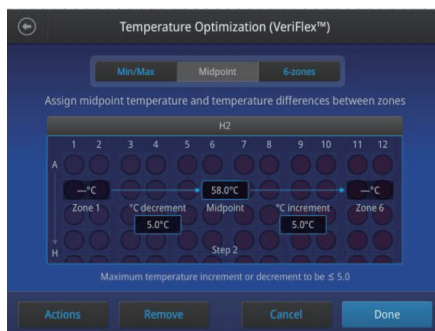 Temperature Optimization (VeriFlex™)
Min/Max Midpoint 6-zones
Assign midpoint temperature and temperature differences between zones
H2
1 2 3 4 5 6 7 8 9 10 11 12
A
—°C 58.0°C —°C
Zone 1 °C decrement Midpoint °C increment Zone 6
5.0°C 5.0°C
H Step 2
Maximum temperature increment or decrement to be ≤ 5.0
Actions Remove Cancel Done